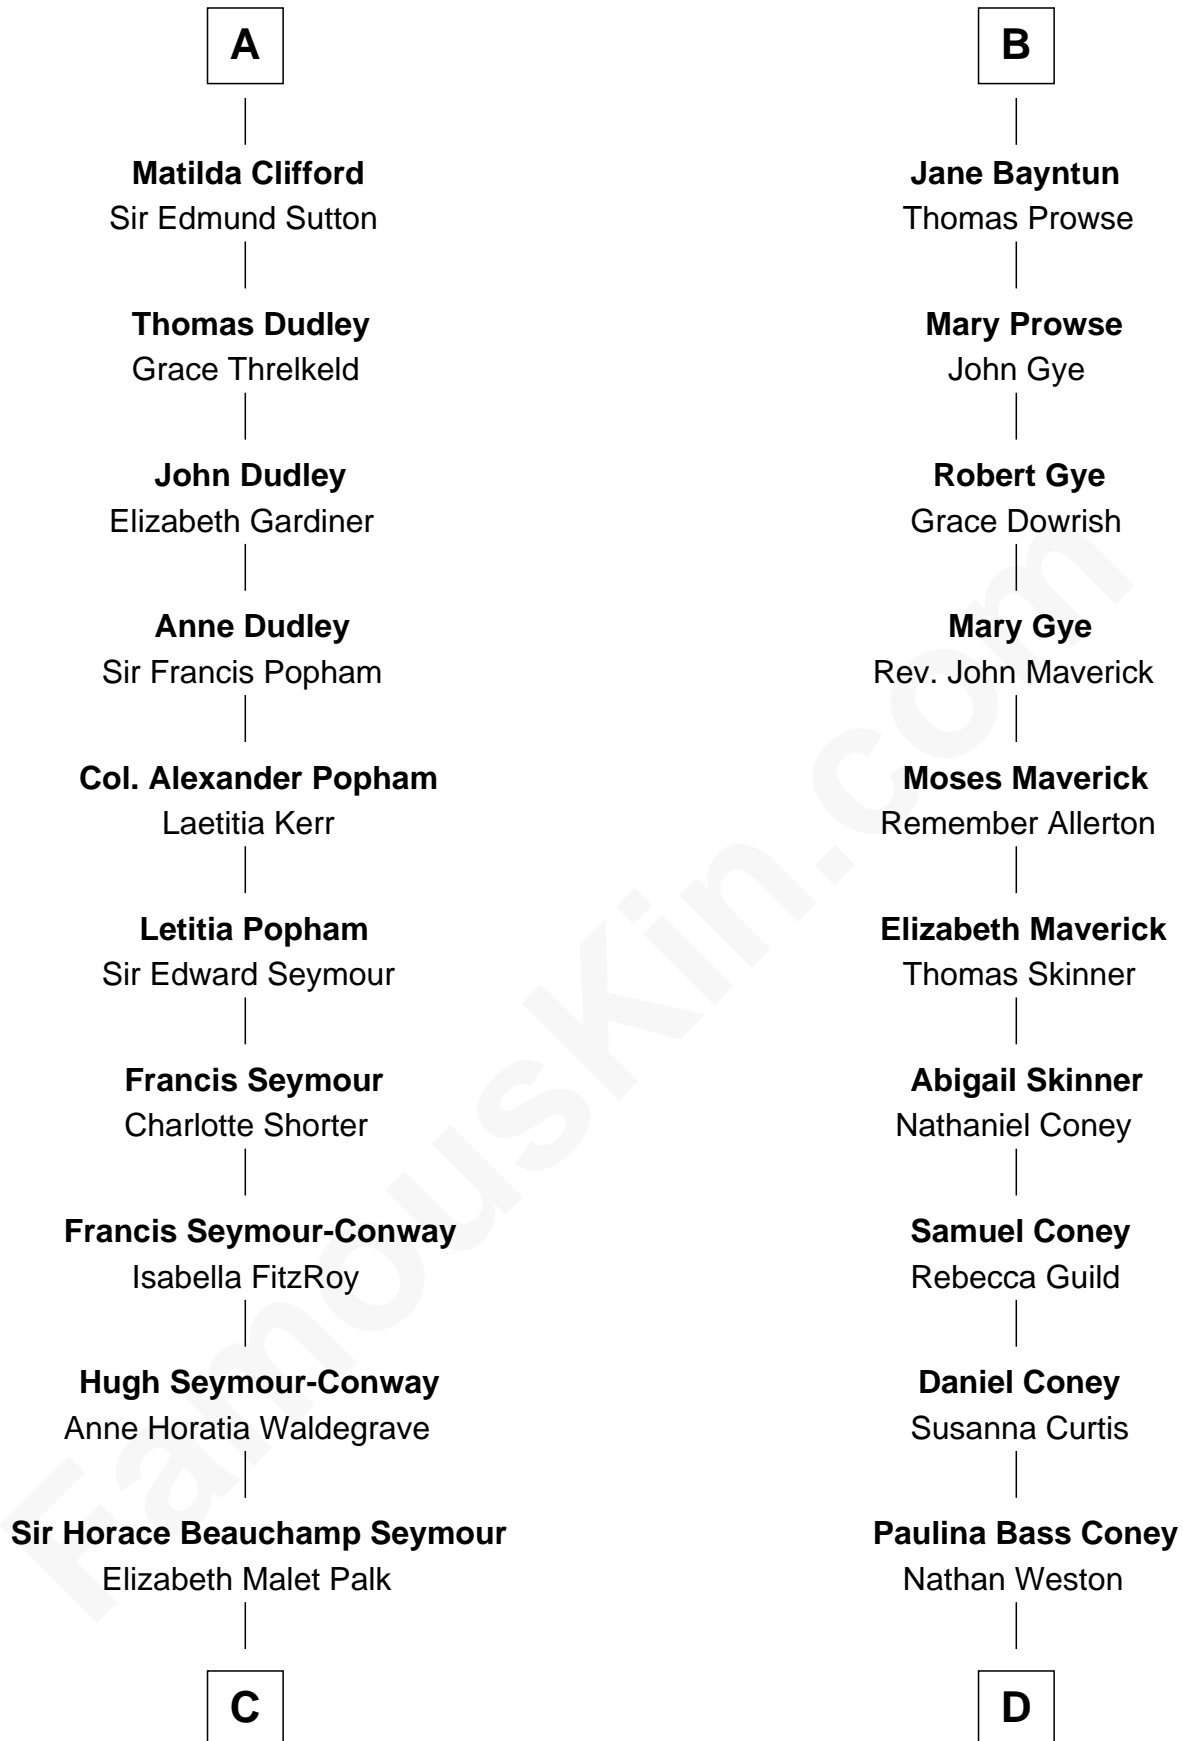 A
Matilda Clifford
Sir Edmund Sutton
Thomas Dudley
Grace Threlkeld
John Dudley
Elizabeth Gardiner
Anne Dudley
Sir Francis Popham
Col. Alexander Popham
Laetitia Kerr
Letitia Popham
Sir Edward Seymour
Francis Seymour
Charlotte Shorter
Francis Seymour-Conway
Isabella FitzRoy
Hugh Seymour-Conway
Anne Horatia Waldegrave
Sir Horace Beauchamp Seymour
Elizabeth Malet Palk
C
B
Jane Bayntun
Thomas Prowse
Mary Prowse
John Gye
Robert Gye
Grace Dowrish
Mary Gye
Rev. John Maverick
Moses Maverick
Remember Allerton
Elizabeth Maverick
Thomas Skinner
Abigail Skinner
Nathaniel Coney
Samuel Coney
Rebecca Guild
Daniel Coney
Susanna Curtis
Paulina Bass Coney
Nathan Weston
D
FamousKin.com